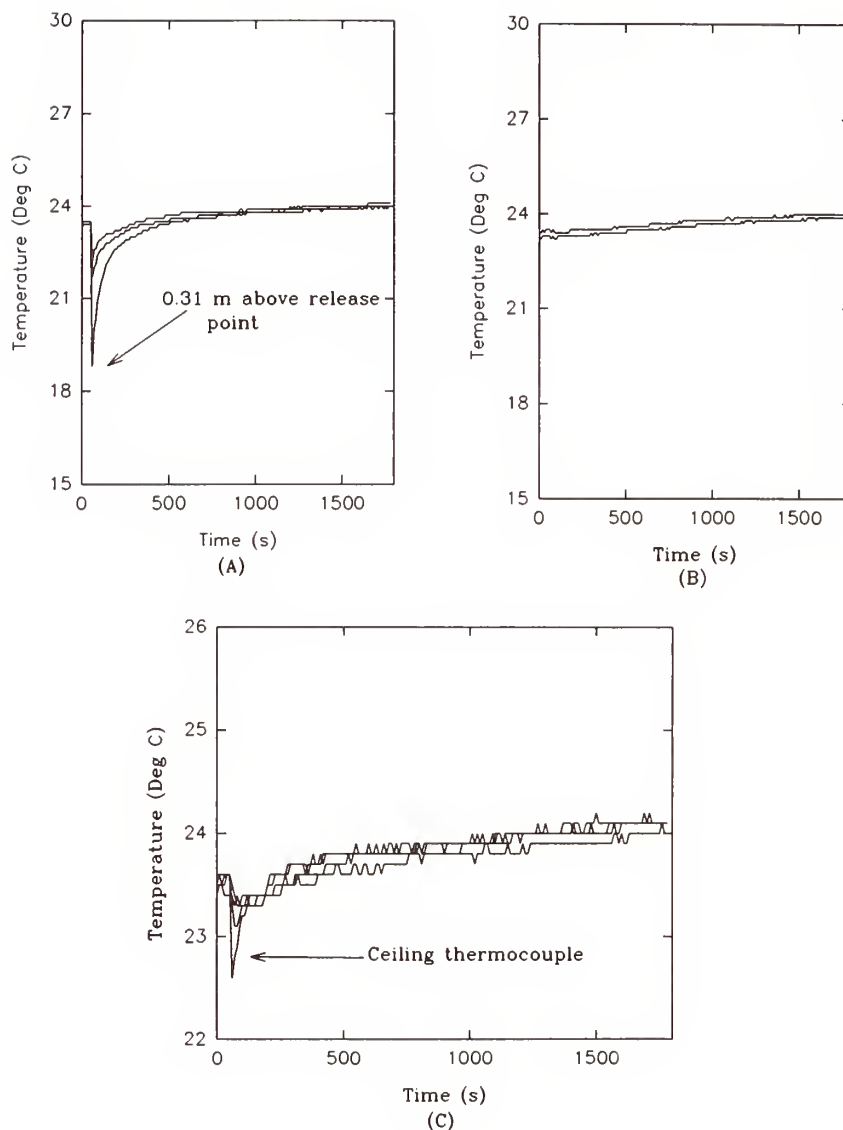 30
27
24
21
18
15
Temperature (Deg C)
0.31 m above release
point
0
500
1000
1500
Time (s)
(A)
30
27
24
21
18
15
Temperature (Deg C)
0
500
1000
1500
Time (s)
(B)
26
25
24
23
22
Temperature (Deg C)
Ceiling thermocouple
0
500
1000
1500
Time (s)
(C)